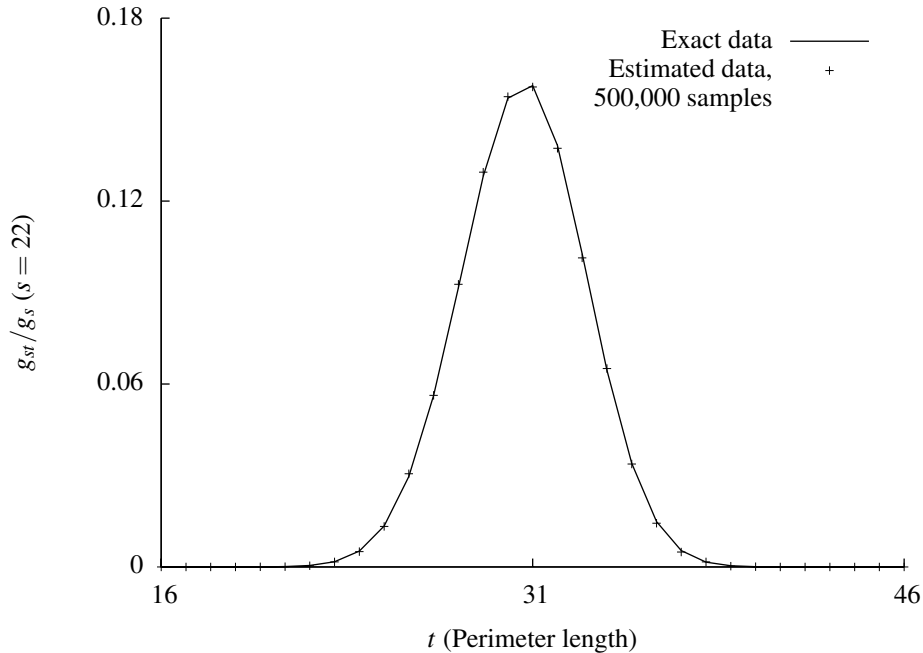 0.18
0.12
0.06
0
g_{st}/g_s (s = 22)
Exact data
Estimated data,
500,000 samples
16
31
46
t (Perimeter length)